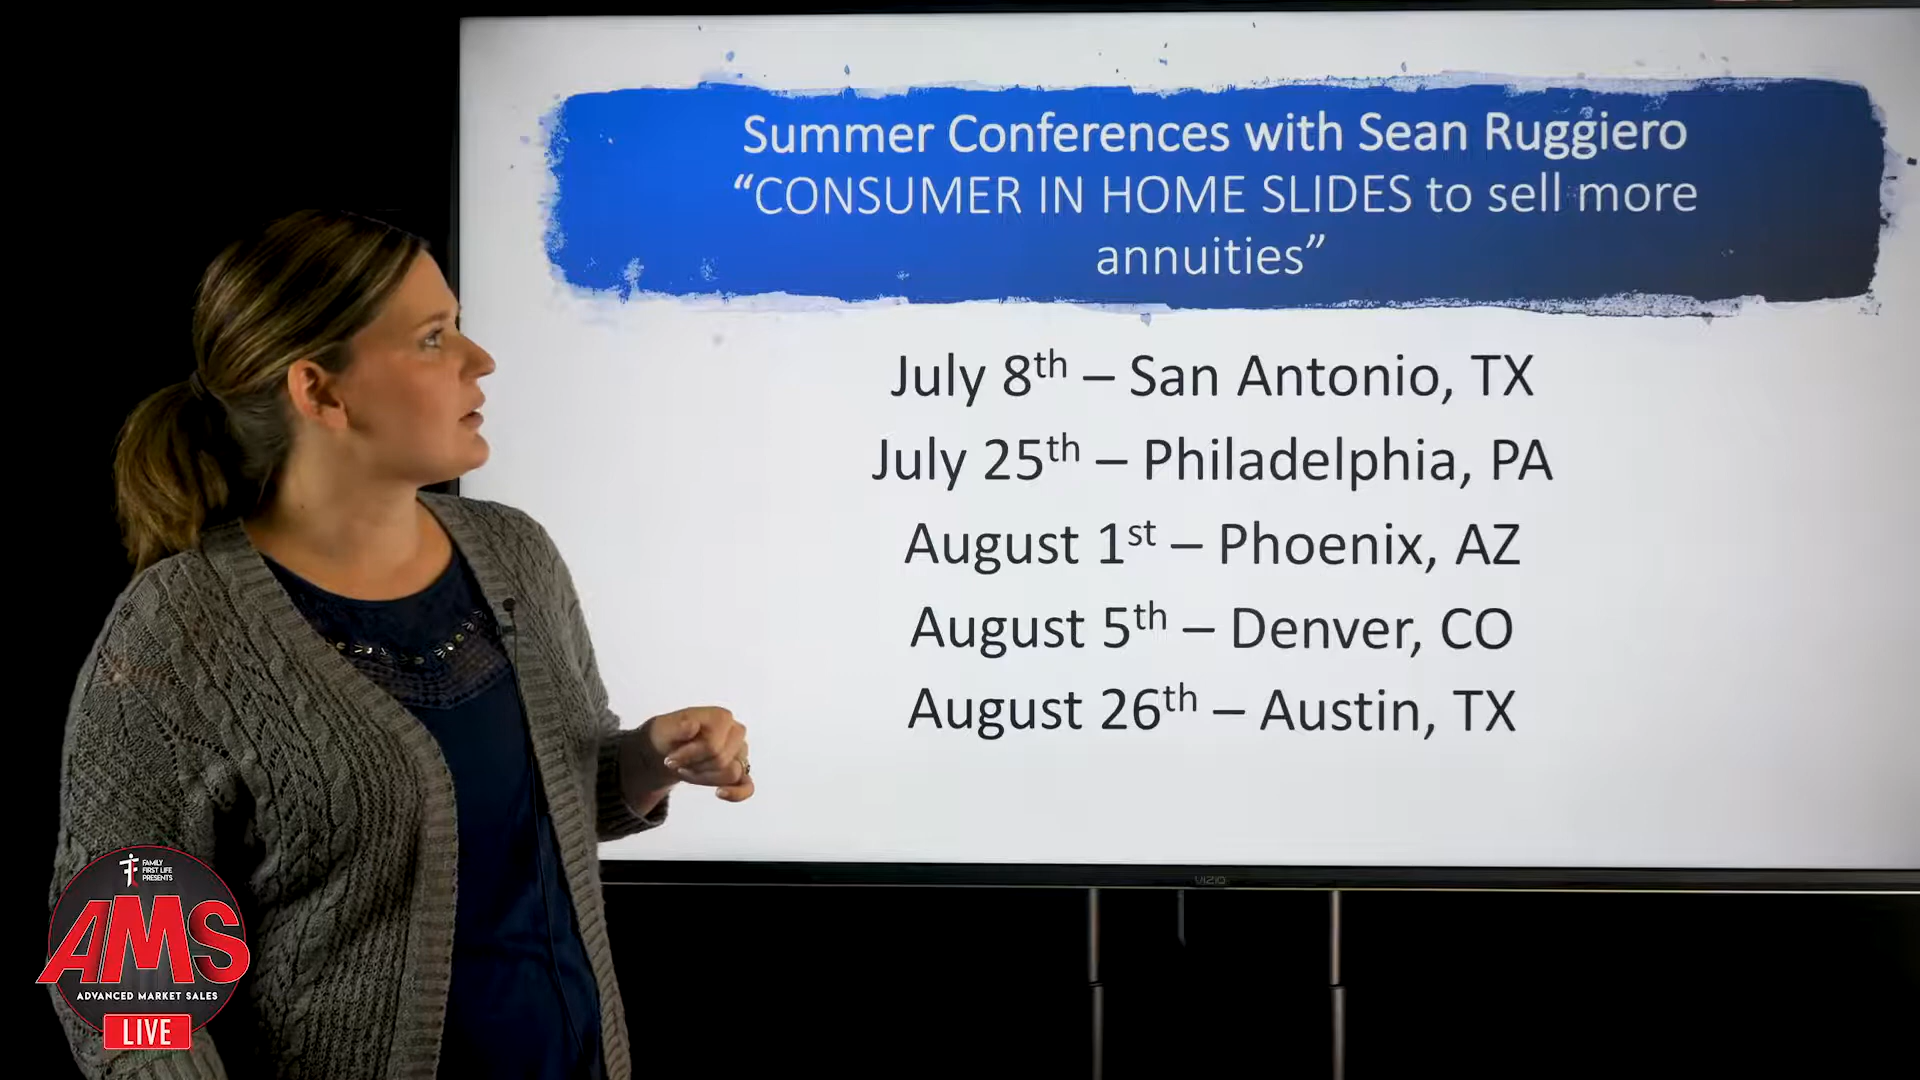 Summer Conferences with Sean Ruggiero
“CONSUMER IN HOME SLIDES to sell more
annuities”
July 8th – San Antonio, TX
July 25th – Philadelphia, PA
August 1st – Phoenix, AZ
August 5th – Denver, CO
August 26th – Austin, TX
VIZIO
FAMILY
FIRST LIFE
PRESENTS
AMS
ADVANCED MARKET SALES
LIVE